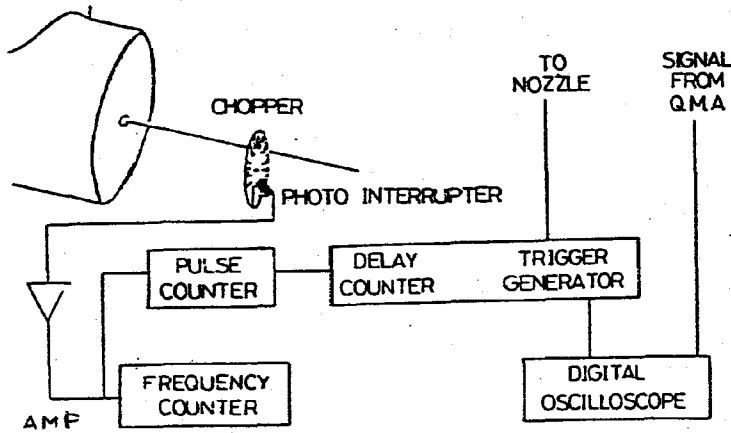 TO
NOZZLE
SIGNAL
FROM
Q.M.A
CHOPPER
PHOTO INTERRUPTER
PULSE
COUNTER
DELAY
COUNTER
TRIGGER
GENERATOR
FREQUENCY
COUNTER
DIGITAL
OSCILLOSCOPE
AMP